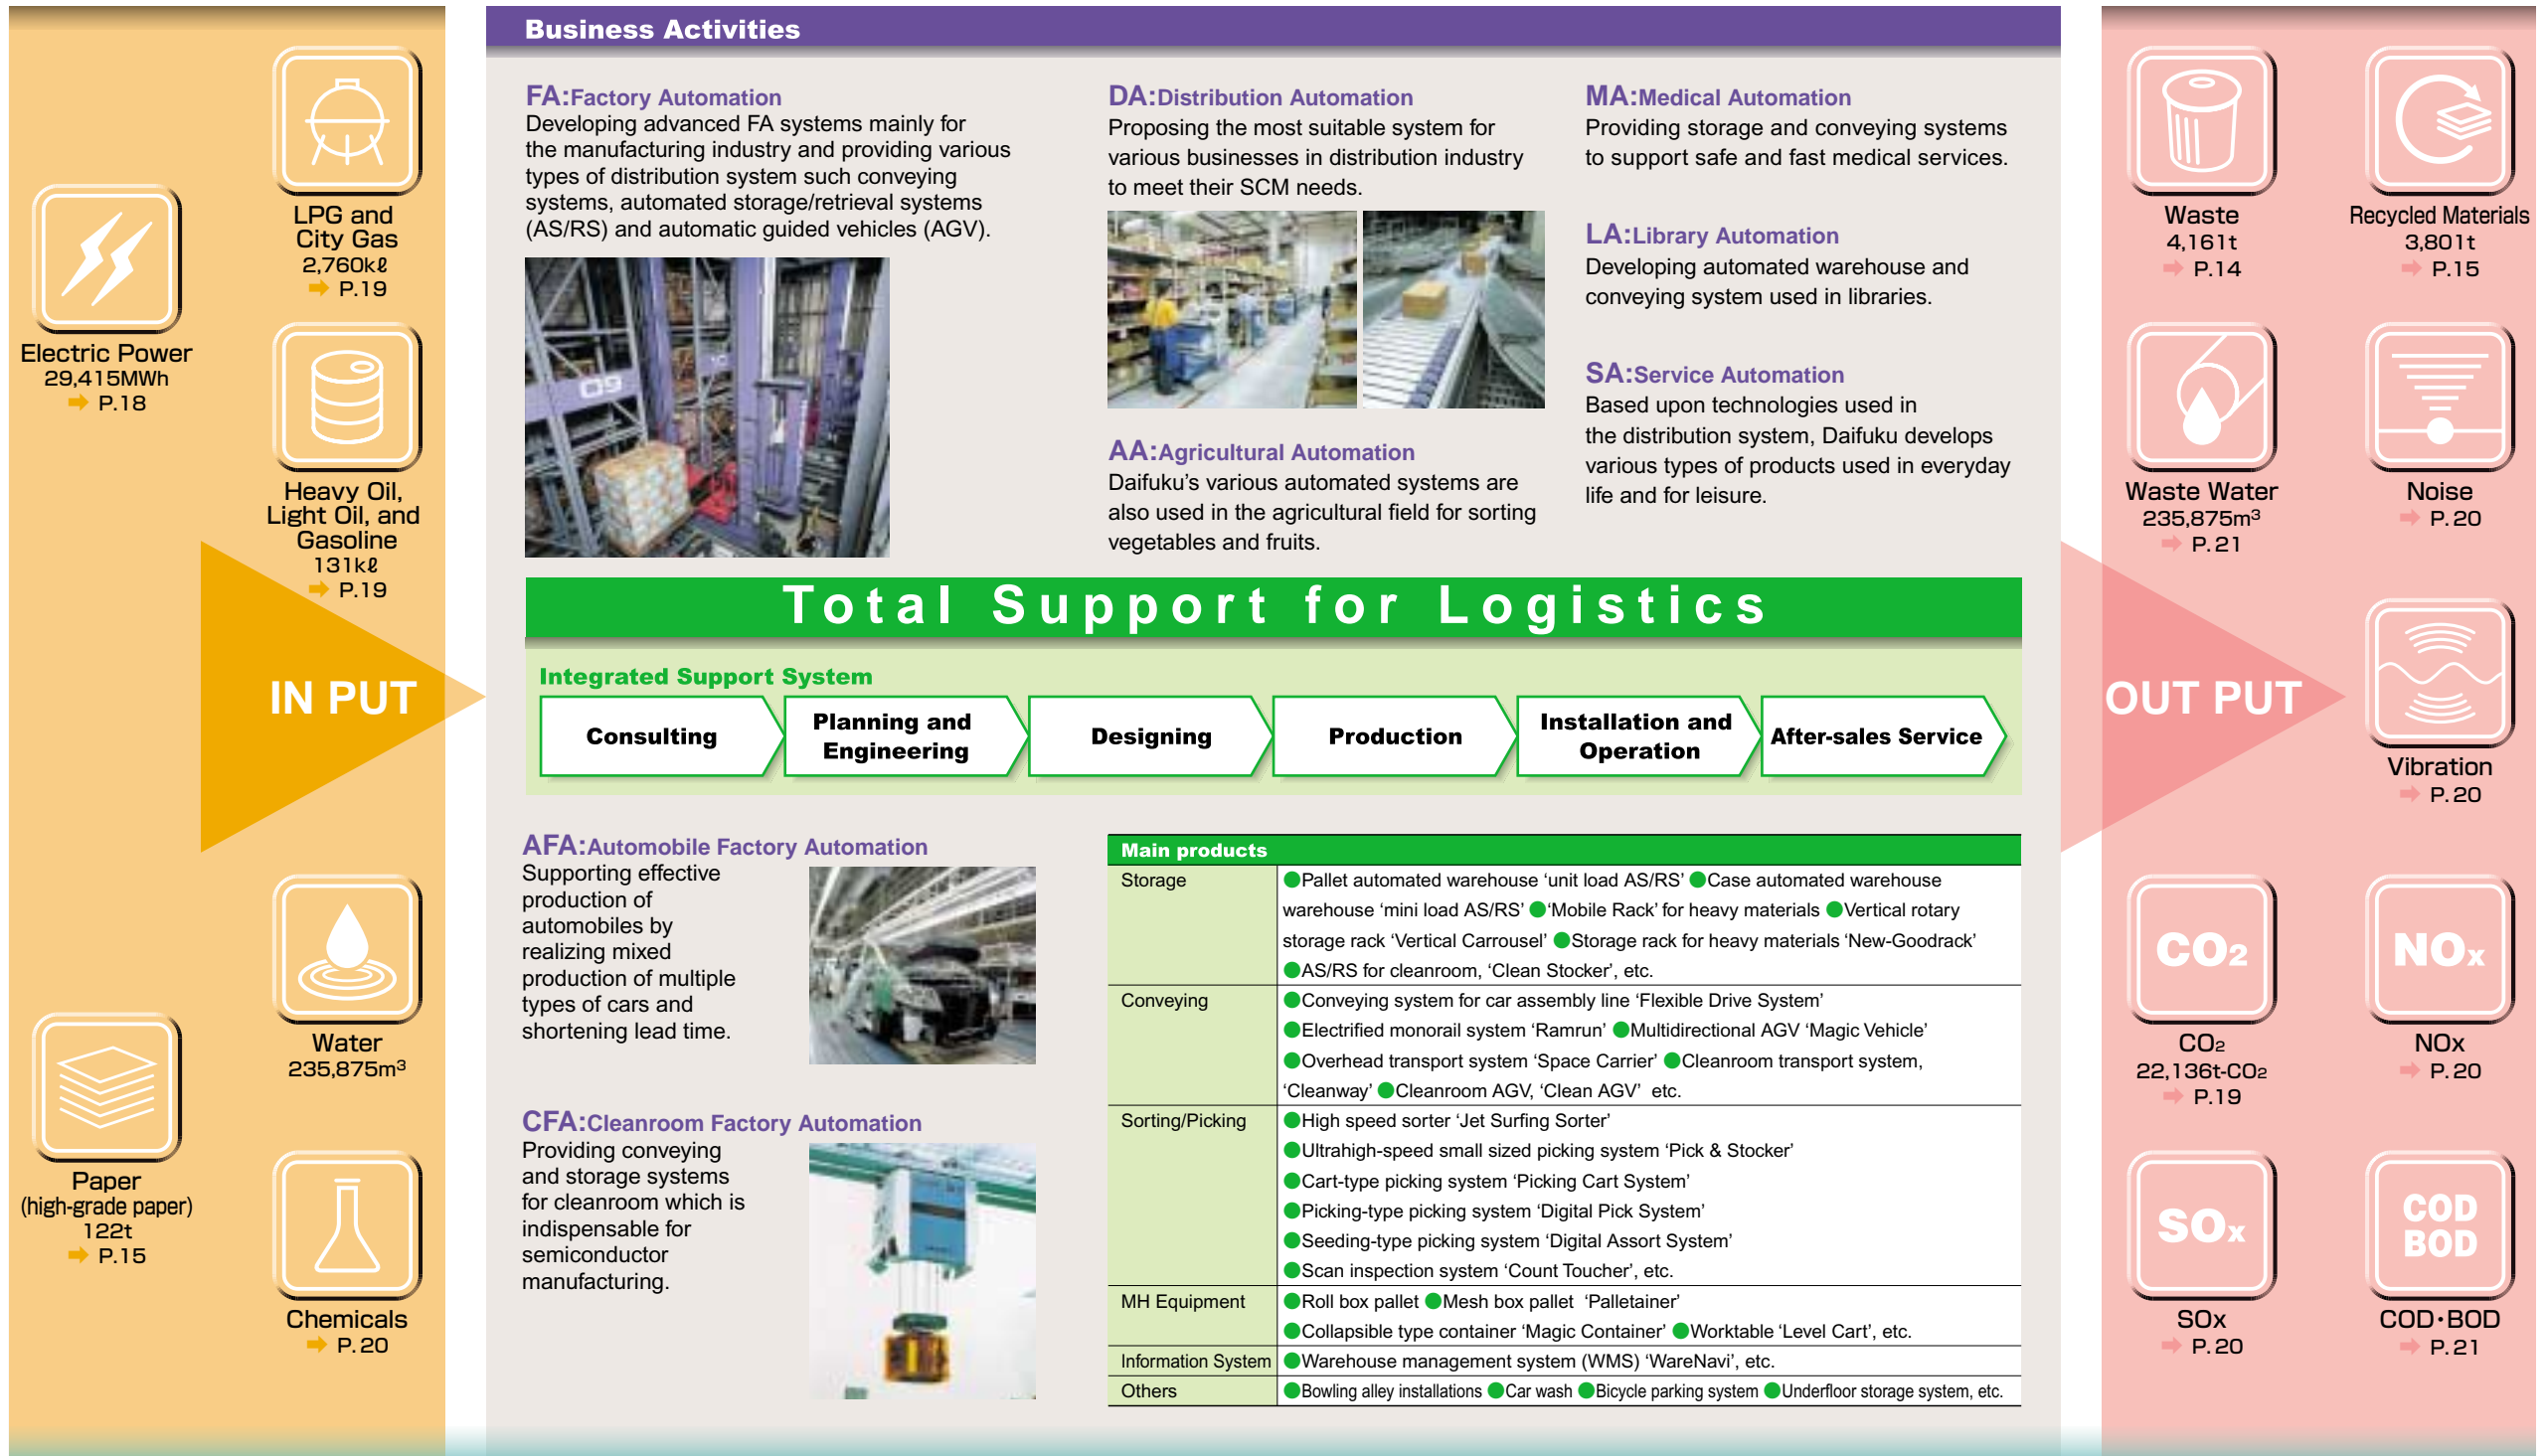 Business Activities
LPG and
City Gas
2,760kℓ
➡ P.19
Electric Power
29,415MWh
➡ P.18
Heavy Oil,
Light Oil, and
Gasoline
131kℓ
➡ P.19
IN PUT
Water
235,875m³
Paper
(high-grade paper)
122t
➡ P.15
Chemicals
➡ P.20
FA:Factory Automation
Developing advanced FA systems mainly for
the manufacturing industry and providing various
types of distribution system such conveying
systems, automated storage/retrieval systems
(AS/RS) and automatic guided vehicles (AGV).
09
DA:Distribution Automation
Proposing the most suitable system for
various businesses in distribution industry
to meet their SCM needs.
AA:Agricultural Automation
Daifuku's various automated systems are
also used in the agricultural field for sorting
vegetables and fruits.
MA:Medical Automation
Providing storage and conveying systems
to support safe and fast medical services.
LA:Library Automation
Developing automated warehouse and
conveying system used in libraries.
SA:Service Automation
Based upon technologies used in
the distribution system, Daifuku develops
various types of products used in everyday
life and for leisure.
Total Support for Logistics
Integrated Support System
Consulting
Planning and
Engineering
Designing
Production
Installation and
Operation
After-sales Service
AFA:Automobile Factory Automation
Supporting effective
production of
automobiles by
realizing mixed
production of multiple
types of cars and
shortening lead time.
CFA:Cleanroom Factory Automation
Providing conveying
and storage systems
for cleanroom which is
indispensable for
semiconductor
manufacturing.
Main products
Storage
●Pallet automated warehouse ‘unit load AS/RS’ ●Case automated warehouse
warehouse ‘mini load AS/RS’ ●‘Mobile Rack’ for heavy materials ●Vertical rotary
storage rack ‘Vertical Carrousel’ ●Storage rack for heavy materials ‘New-Goodrack’
●AS/RS for cleanroom, ‘Clean Stocker’, etc.
Conveying
●Conveying system for car assembly line ‘Flexible Drive System’
●Electrified monorail system ‘Ramrun’ ●Multidirectional AGV ‘Magic Vehicle’
●Overhead transport system ‘Space Carrier’ ●Cleanroom transport system,
‘Cleanway’ ●Cleanroom AGV, ‘Clean AGV’ etc.
Sorting/Picking
●High speed sorter ‘Jet Surfing Sorter’
●Ultrahigh-speed small sized picking system ‘Pick & Stocker’
●Cart-type picking system ‘Picking Cart System’
●Picking-type picking system ‘Digital Pick System’
●Seeding-type picking system ‘Digital Assort System’
●Scan inspection system ‘Count Toucher’, etc.
MH Equipment
●Roll box pallet ●Mesh box pallet ‘Palletainer’
●Collapsible type container ‘Magic Container’ ●Worktable ‘Level Cart’, etc.
Information System
●Warehouse management system (WMS) ‘WareNavi’, etc.
Others
●Bowling alley installations ●Car wash ●Bicycle parking system ●Underfloor storage system, etc.
Waste
4,161t
➡ P.14
Recycled Materials
3,801t
➡ P.15
Waste Water
235,875m³
➡ P.21
Noise
➡ P.20
OUT PUT
Vibration
➡ P.20
CO2
CO2
22,136t-CO2
➡ P.19
NOx
NOx
➡ P.20
SOx
SOx
➡ P.20
COD
BOD
COD・BOD
➡ P.21